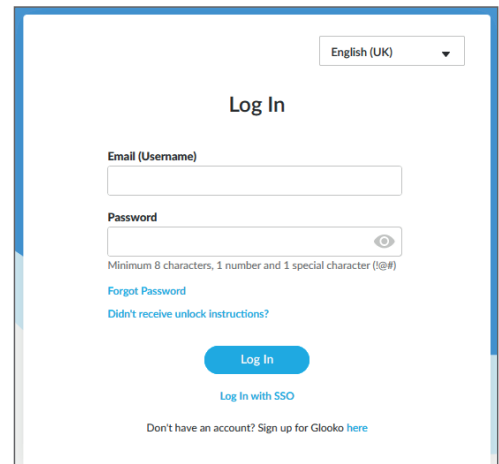 English (UK)
Log In
Email (Username)
Password
Minimum 8 characters, 1 number and 1 special character (!@#)
Forgot Password
Didn't receive unlock instructions?
Log In
Log In with SSO
Don't have an account? Sign up for Glooko here